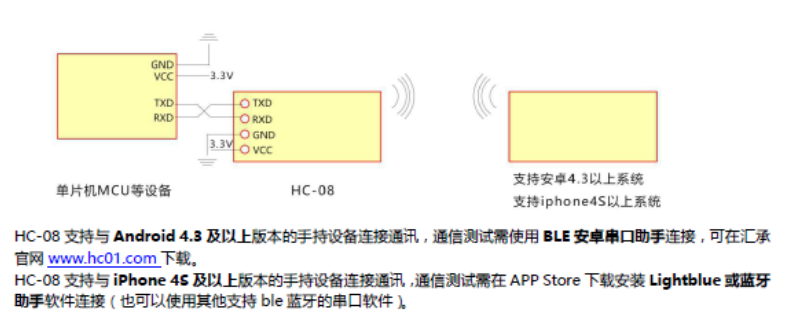 GND
VCC
3.3V
TXD
RXD
TXD
RXD
GND
3.3V
VCC
单片机MCU等设备
HC-08
支持安卓4.3以上系统
支持iphone4S以上系统
HC-08 支持与 Android 4.3 及以上版本的手持设备连接通讯，通信测试需使用 BLE 安卓串口助手连接，可在汇承
官网 www.hc01.com 下载。
HC-08 支持与 iPhone 4S 及以上版本的手持设备连接通讯，通信测试需在 APP Store 下载安装 Lightblue 或蓝牙
助手软件连接（也可以使用其他支持 ble 蓝牙的串口软件）。